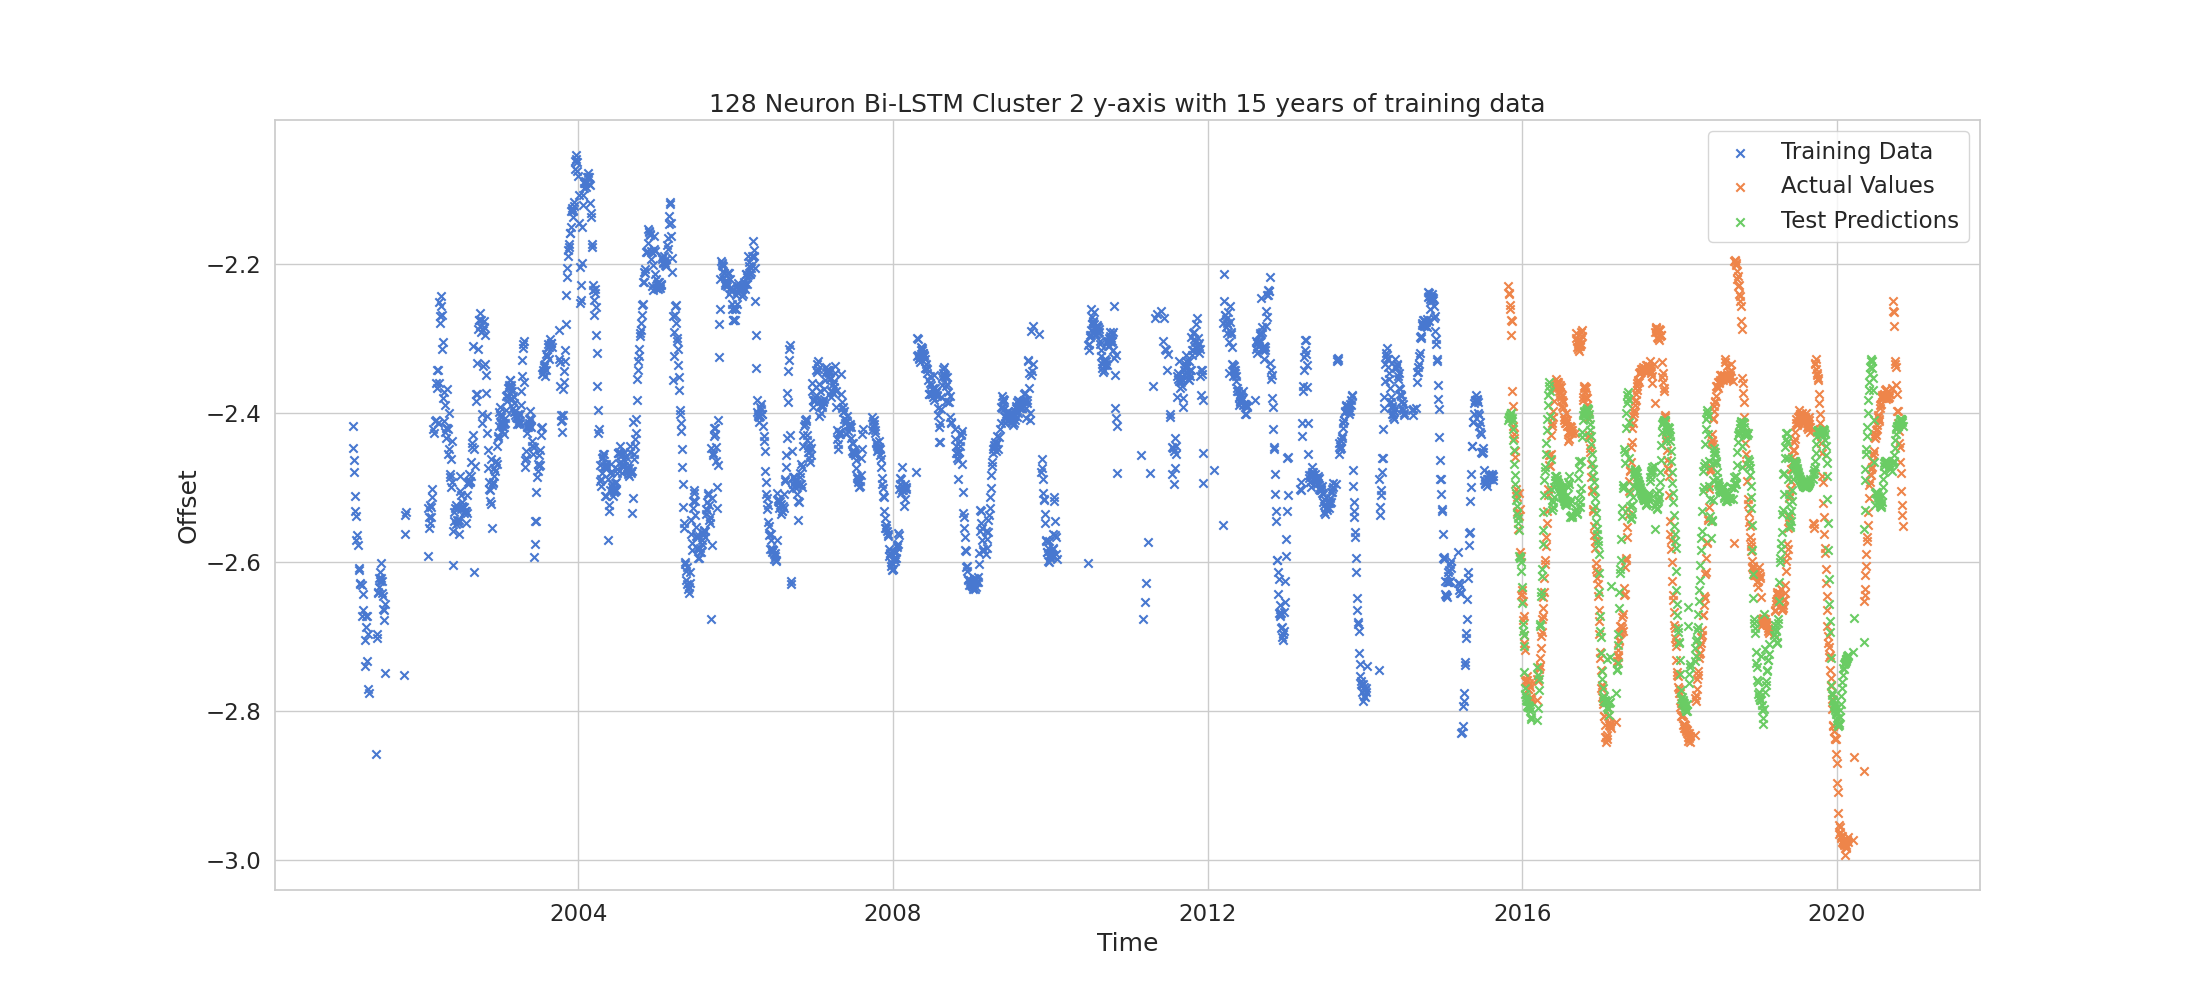 128 Neuron Bi-LSTM Cluster 2 y-axis with 15 years of training data
Training Data
Actual Values
Test Predictions
−2.2
−2.4
−2.6
−2.8
−3.0
Offset
2004
2008
2012
2016
2020
Time